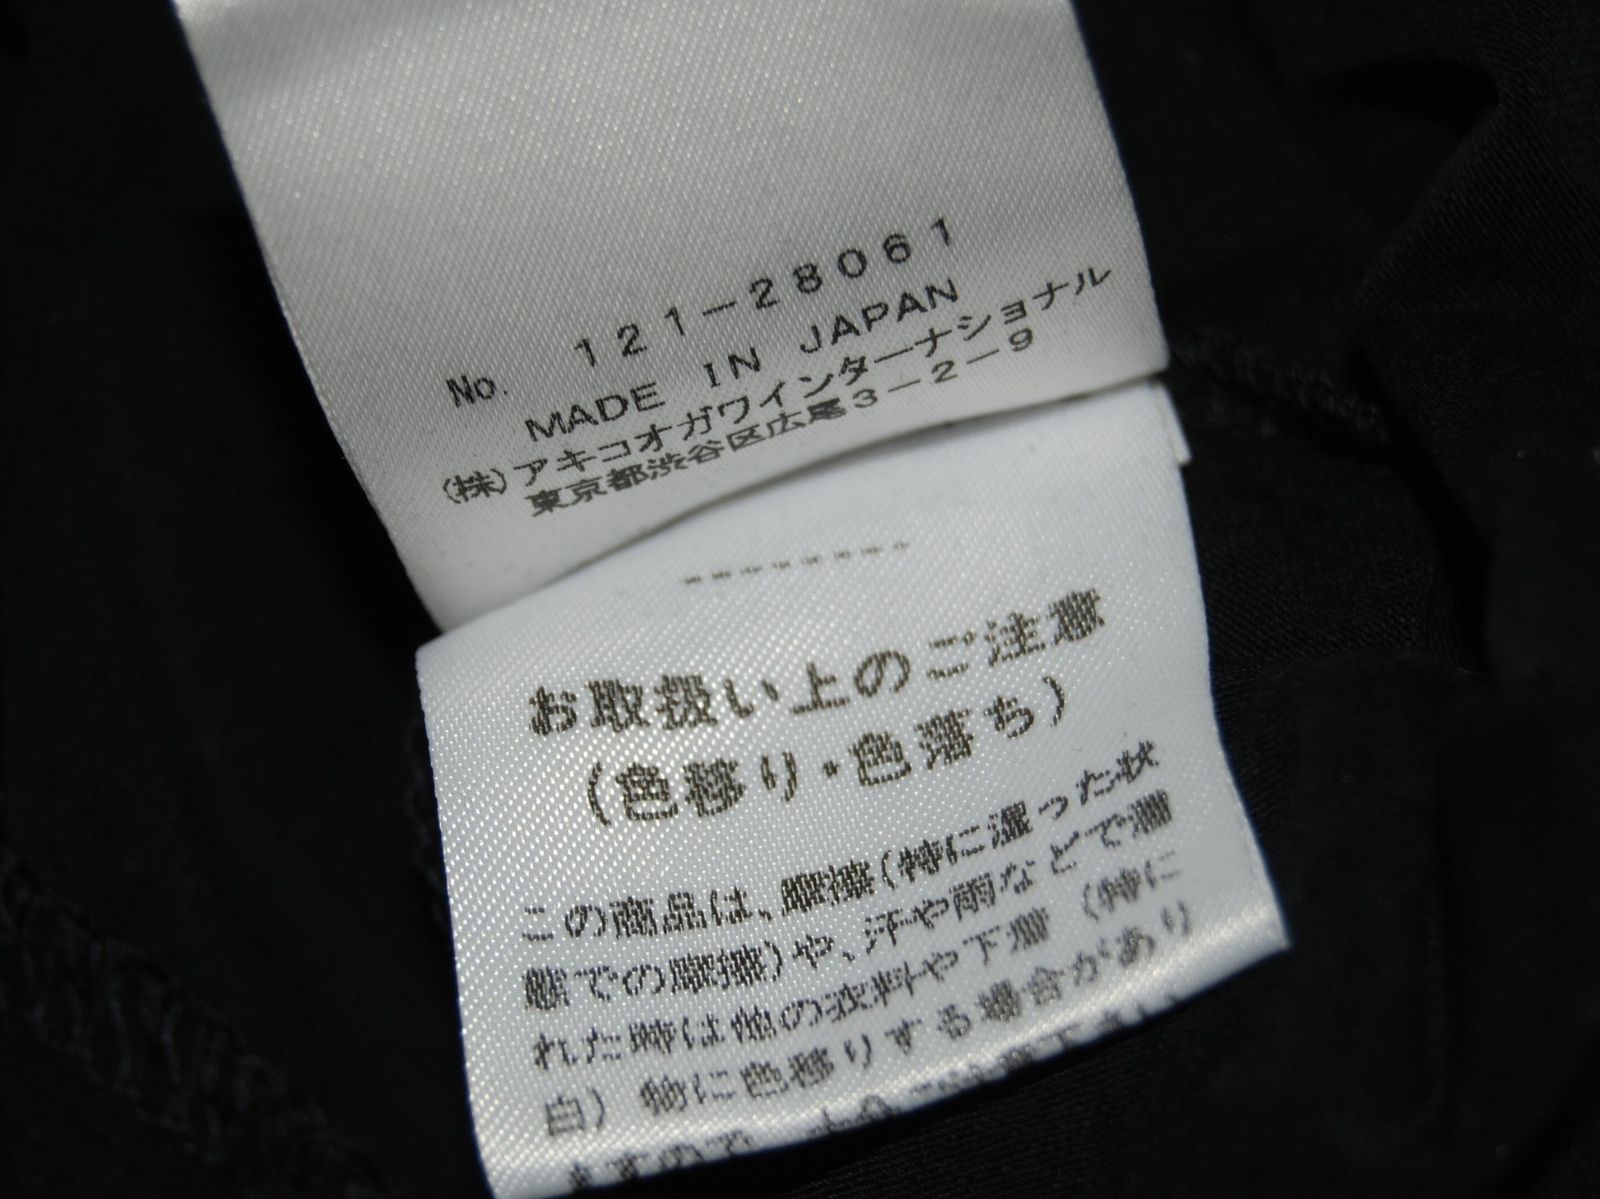 No. 121-28061
MADE IN JAPAN
(株)アキコオガワインターナショナル
東京都渋谷区広尾3-2-9
--------
お取扱い上のご注意
(色移り・色落ち)
この商品は、摩擦(特に湿った状
態での摩擦)や、汗や雨などで濡
れた時は他の衣料や下着(特に
白)物に色移りする場合があり
ますので